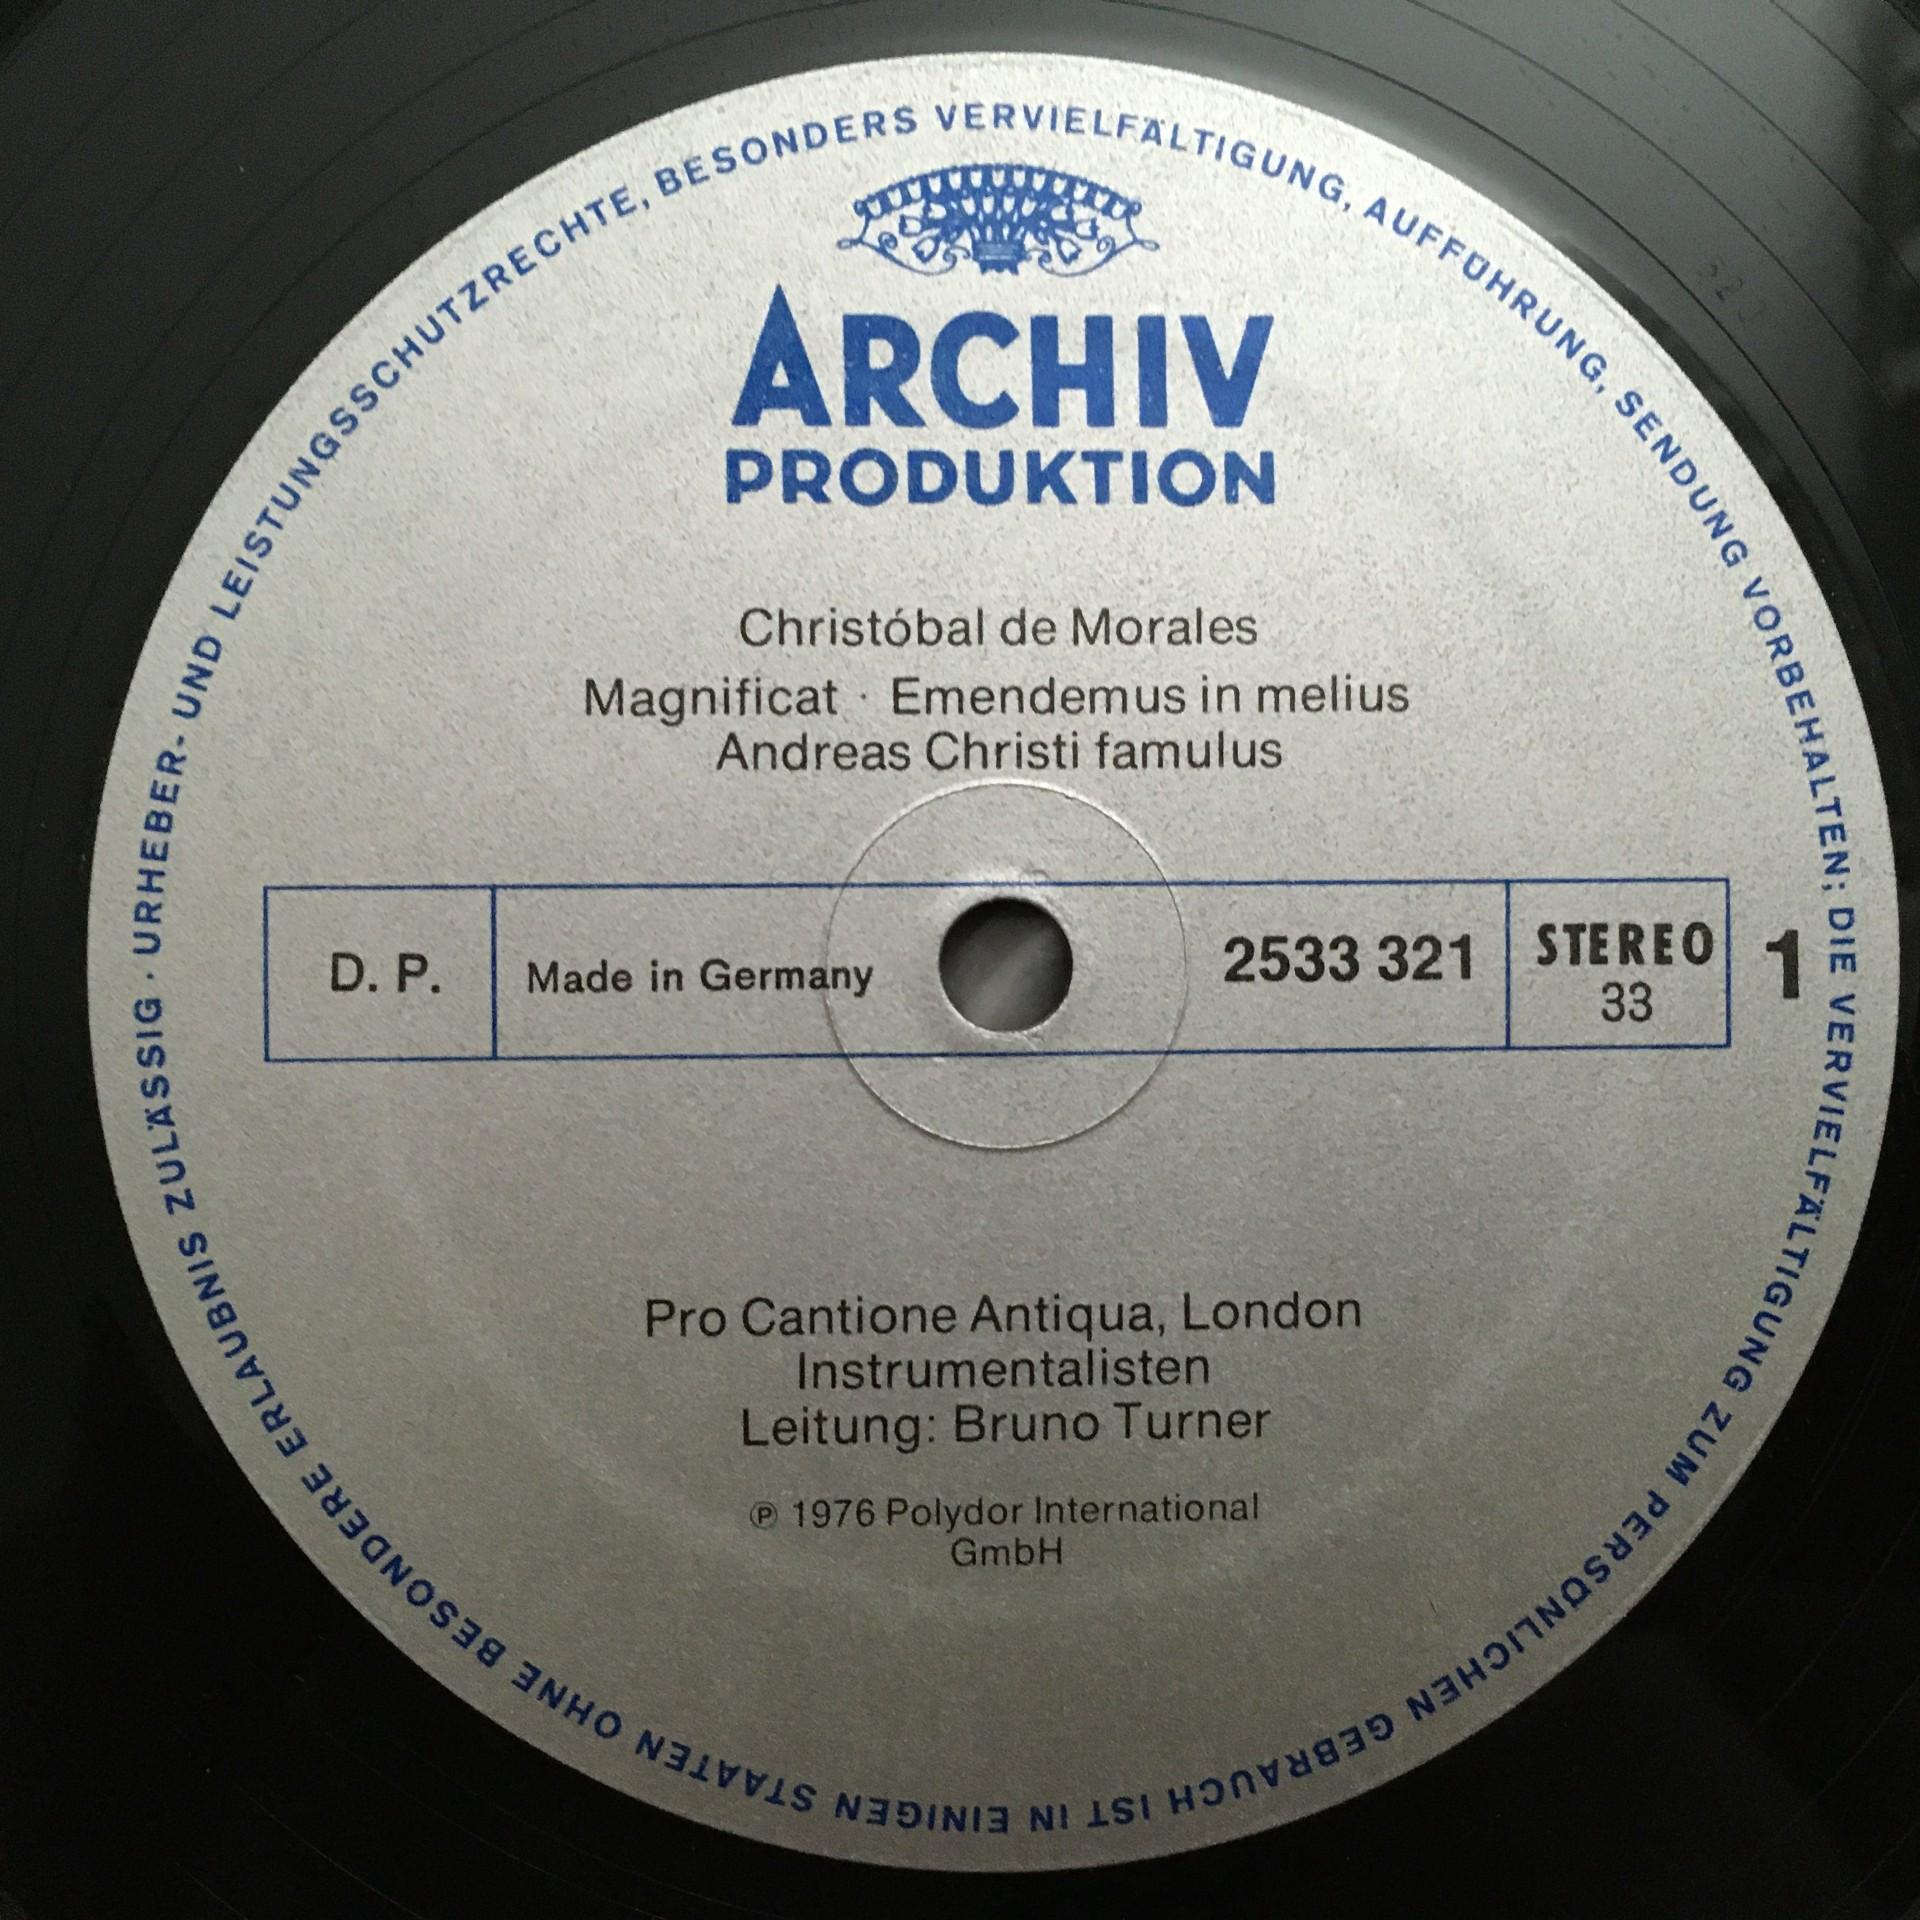 URHEBER- UND LEISTUNGSSCHUTZRECHTE, BESONDERS VERVIELFÄLTIGUNG, AUFFÜHRUNG, SENDUNG VORBEHALTEN; DIE VERVIELFÄLTIGUNG ZUM PERSÖNLICHEN GEBRAUCH IST IN EINIGEN STAATEN OHNE BESONDERE ERLAUBNIS ZULÄSSIG ·
ARCHIV
PRODUKTION
Christóbal de Morales
Magnificat · Emendemus in melius
Andreas Christi famulus
D. P. Made in Germany 2533 321 STEREO 1
33
Pro Cantione Antiqua, London
Instrumentalisten
Leitung: Bruno Turner
℗ 1976 Polydor International
GmbH